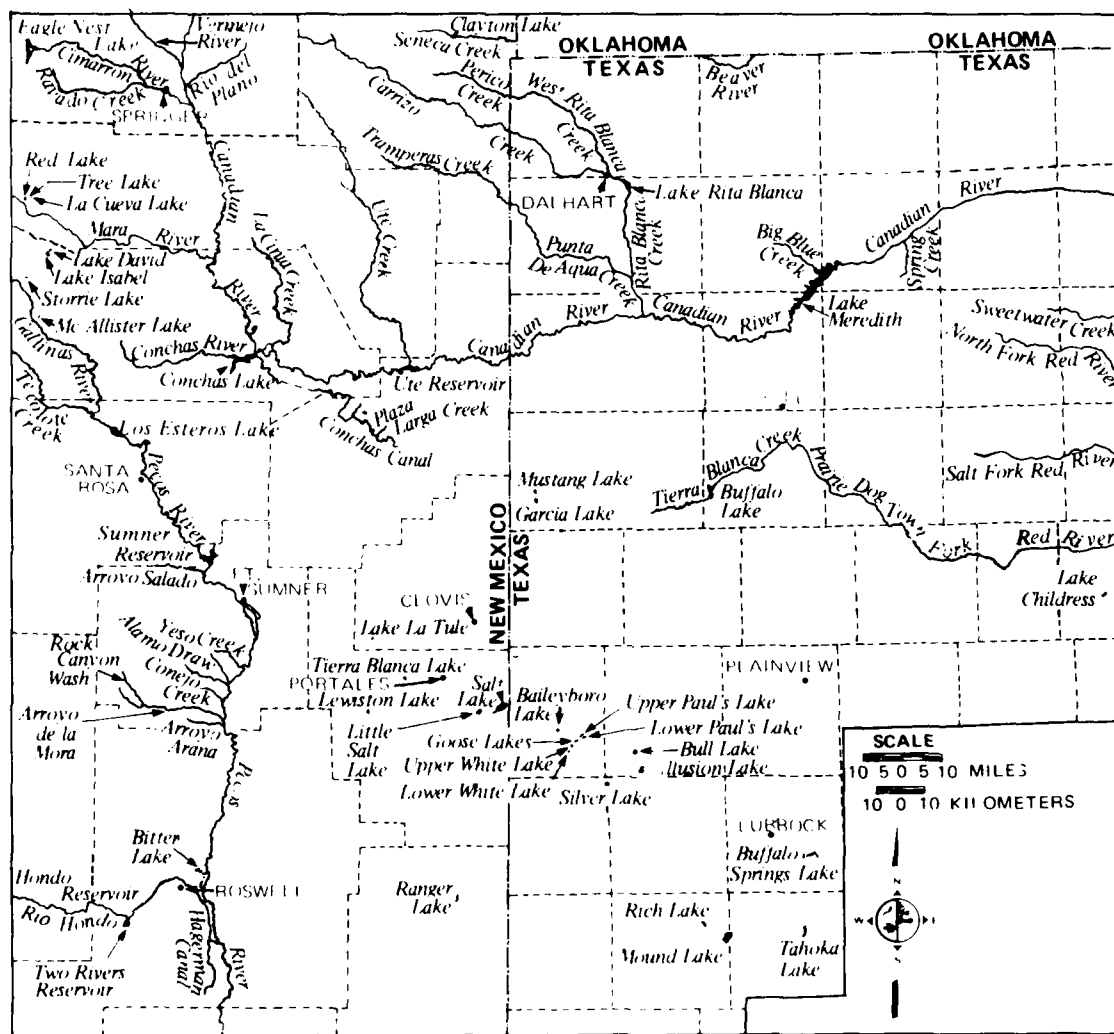 Eagle Nest
Lake
Vermejo
River
Cimarron
River
Rayado Creek
Rio del
Plano
SPRINGER
Clayton Lake
Seneca Creek
OKLAHOMA
TEXAS
OKLAHOMA
TEXAS
Beaver
River
Perico
Creek
West Rita Blanca
Creek
Carrizo
Creek
Tramperas Creek
Canadian
River
Red Lake
Tree Lake
La Cueva Lake
Mara River
Lake David
Lake Isabel
Storrie Lake
Mc Allister Lake
Gallinas
River
Tecolote
Creek
La Cinta Creek
Ute Creek
DALHART
Lake Rita Blanca
Rita Blanca
Creek
Punta
De Aqua Creek
Big Blue
Creek
Canadian River
Spring
Creek
Lake
Meredith
Canadian
River
Canadian
River
Sweetwater Creek
North Fork Red River
Conchas River
Conchas Lake
Ute Reservoir
Plaza
Larga Creek
Conchas Canal
Los Esteros Lake
SANTA
ROSA
Pecos River
Mustang Lake
Garcia Lake
Tierra Blanca Creek
Buffalo
Lake
Prairie Dog Town
Fork
Red River
Salt Fork Red River
Lake
Childress
NEW MEXICO
TEXAS
Sumner
Reservoir
Arroyo Salado
SUMNER
CLOVIS
Lake La Tule
Yeso Creek
Alamo Draw
Conejo
Creek
Rock
Canyon
Wash
Arroyo
de la
Mora
Arroyo
Arana
Tierra Blanca Lake
PORTALES
Lewiston Lake
Salt
Lake
Little
Salt
Lake
Baileyboro
Lake
Goose Lakes
Upper White Lake
Lower White Lake
PLAINVIEW
Upper Paul's Lake
Lower Paul's Lake
Bull Lake
Illusion Lake
Silver Lake
SCALE
10 5 0 5 10 MILES
10 0 10 KILOMETERS
LUBBOCK
Buffalo
Springs Lake
Pecos
River
Bitter
Lake
Hondo
Reservoir
ROSWELL
Rio
Hondo
Hagerman
Canal
Two Rivers
Reservoir
Ranger
Lake
Rich Lake
Mound Lake
Tahoka
Lake
N
W
E
S